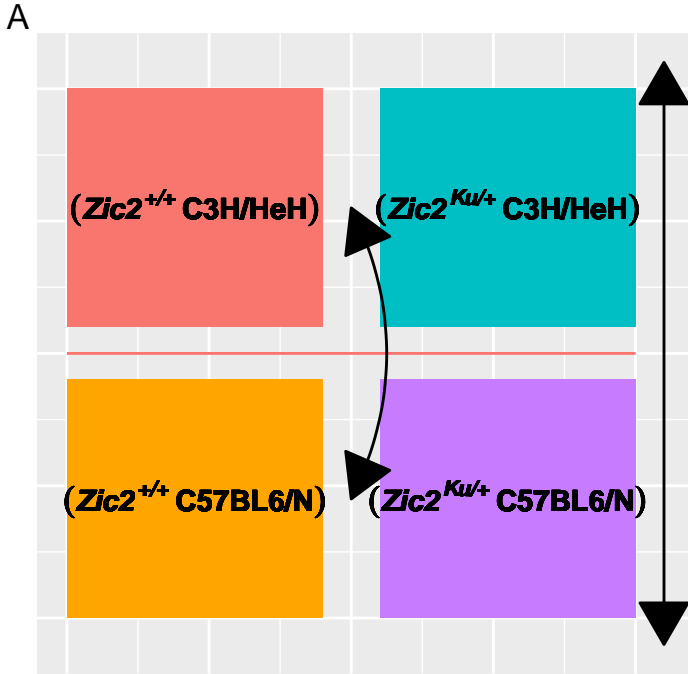 A
(Zic2+/+ C3H/HeH) (Zic2Ku/+ C3H/HeH)
(Zic2+/+ C57BL6/N) (Zic2Ku/+ C57BL6/N)